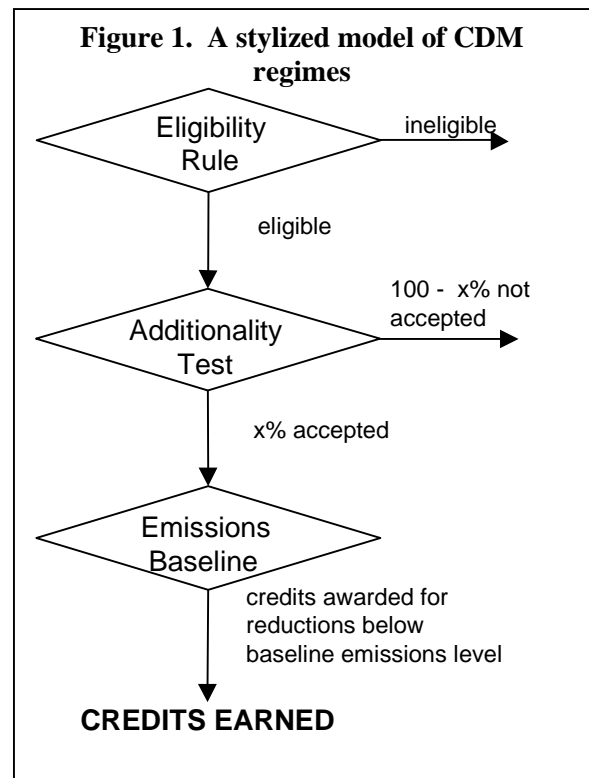 Figure 1.  A stylized model of CDM
regimes
Eligibility
Rule
ineligible
eligible
Additionality
Test
100 -  x% not
accepted
x% accepted
Emissions
Baseline
credits awarded for
reductions below
baseline emissions level
CREDITS EARNED